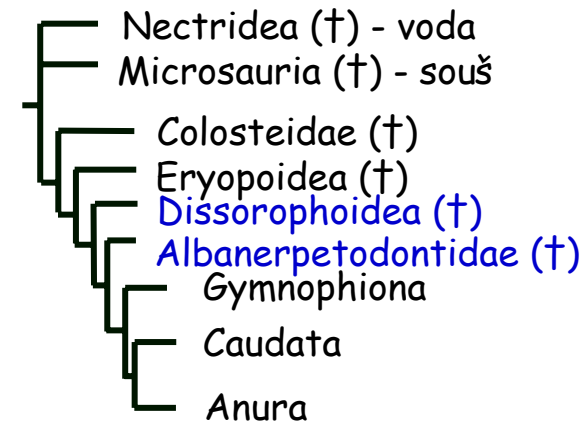 Nectridea (†) - voda
Microsauria (†) - souš
Colosteidae (†)
Eryopoidea (†)
Dissorophoidea (†)
Albanerpetodontidae (†)
Gymnophiona
Caudata
Anura